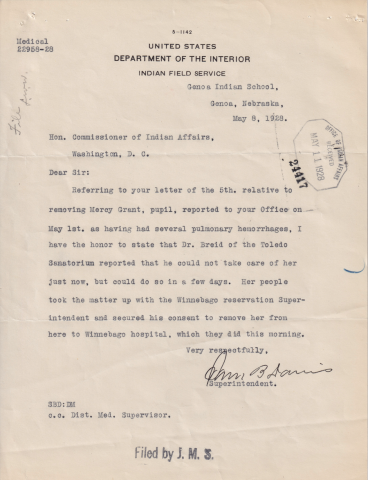 5-1142
Medical
22958-28
UNITED STATES
DEPARTMENT OF THE INTERIOR
INDIAN FIELD SERVICE
File
Genoa Indian School,
Genoa, Nebraska,
May 8, 1928.
Hon. Commissioner of Indian Affairs,
Washington, D. C.
MAY 11 1928
24417
Dear Sir:
Referring to your letter of the 5th. relative to
removing Mercy Grant, pupil, reported to your Office on
May 1st. as having had several pulmonary hemorrhages, I
have the honor to state that Dr. Breid of the Toledo
Sanatorium reported that he could not take care of her
just now, but could do so in a few days. Her people
took the matter up with the Winnebago reservation Super-
intendent and secured his consent to remove her from
here to Winnebago hospital, which they did this morning.
Very respectfully,
B Davis
Superintendent.
SBD:IM
c.c. Dist. Med. Supervisor.
Filed by J. M. S.